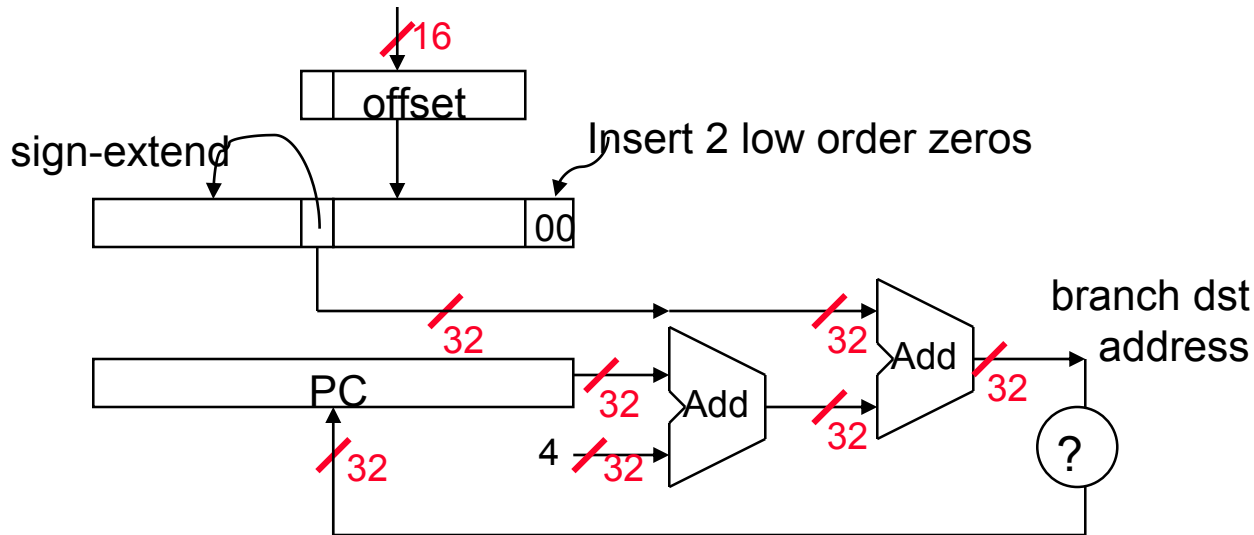 16
offset
sign-extend
Insert 2 low order zeros
00
branch dst
address
32
32
Add
32
PC
32
Add
32
4
32
32
?